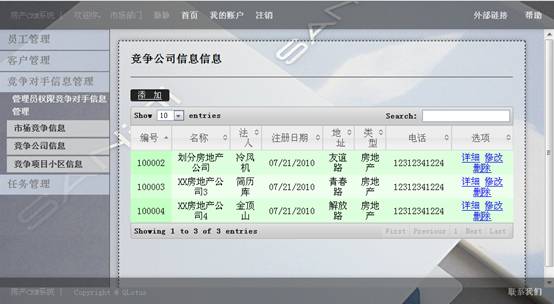 房产CRM系统 | 欢迎你, 市场部门 静静 首页 我的账户 注销 外部链接 帮助
员工管理
客户管理
竞争对手信息管理
管理员权限竞争对手信息
管理
市场竞争信息
竞争公司信息
竞争项目小区信息
任务管理
竞争公司信息信息
添 加
Show 10 entries Search:
编号 名称 法人 注册日期 地址 类型 电话 选项
100002 划分房地产公司 冷风机 07/21/2010 友谊路 房地产 12312341224 详细 修改 删除
100003 XX房地产公司3 简历库 07/21/2010 青春路 房地产 12312341224 详细 修改 删除
100004 XX房地产公司4 金顶山 07/21/2010 解放路 房地产 12312341224 详细 修改 删除
Showing 1 to 3 of 3 entries First Previous 1 Next Last
房产CRM系统 | Copyright © QLotus 联系我们